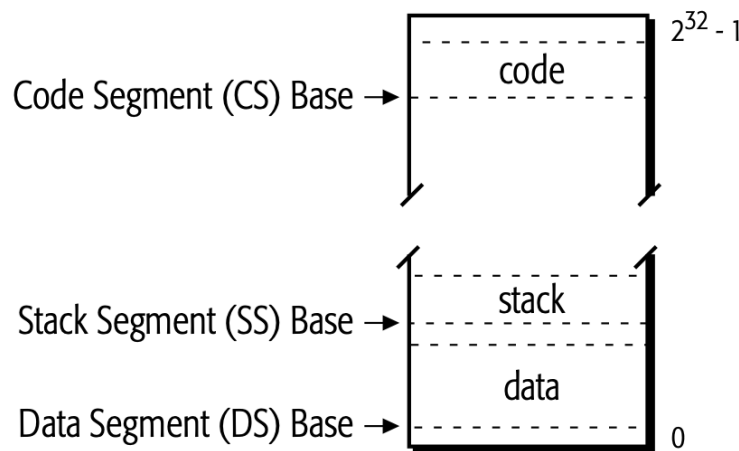 2^32 - 1
code
Code Segment (CS) Base
stack
Stack Segment (SS) Base
data
Data Segment (DS) Base
0